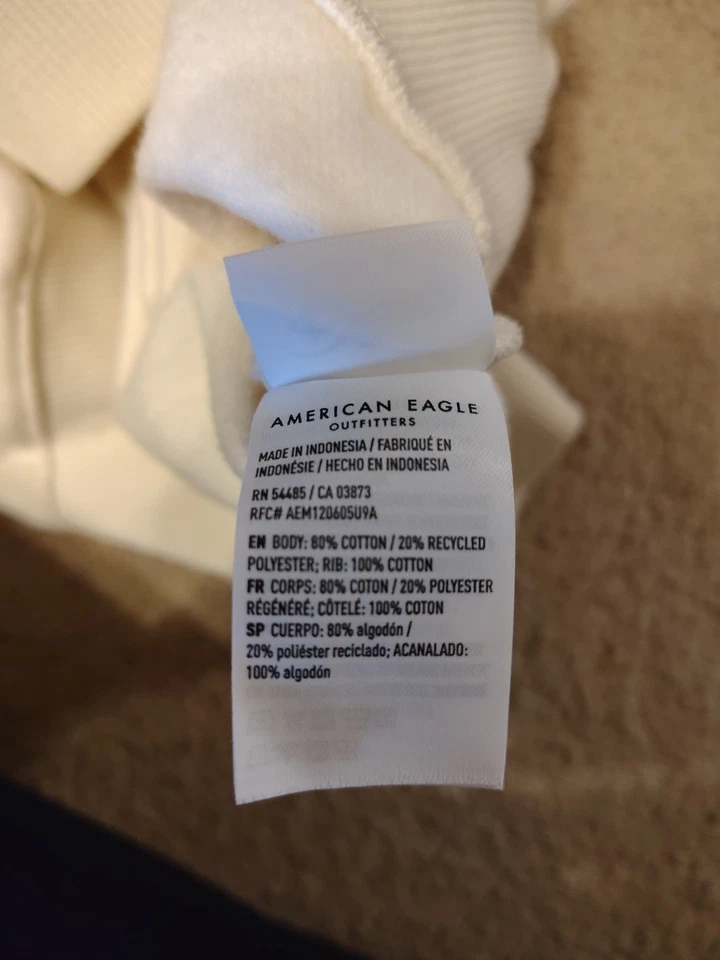 AMERICAN EAGLE
OUTFITTERS
MADE IN INDONESIA / FABRIQUÉ EN
INDONÉSIE / HECHO EN INDONESIA
RN 54485 / CA 03873
RFC# AEM120605U9A
EN BODY: 80% COTTON / 20% RECYCLED
POLYESTER; RIB: 100% COTTON
FR CORPS: 80% COTON / 20% POLYESTER
RÉGÉNÉRÉ; CÔTELÉ: 100% COTON
SP CUERPO: 80% algodón /
20% poliéster reciclado; ACANALADO:
100% algodón